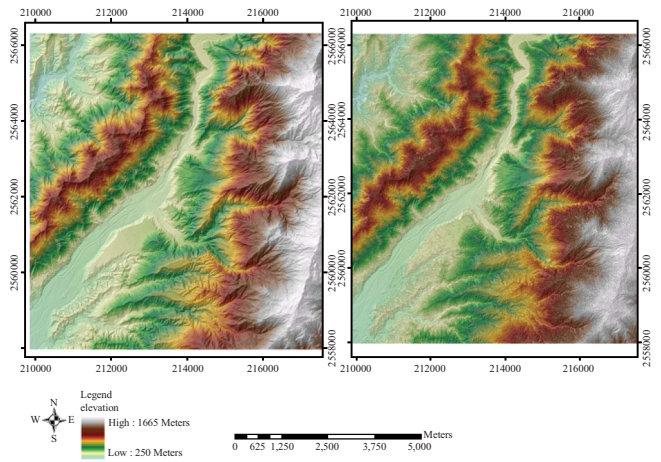 210000 212000 214000 216000 210000 212000 214000 216000
2566000 2566000 2566000
2564000 2564000 2564000
2562000 2562000 2562000
2560000 2560000 2560000
2558000 2558000
210000 212000 214000 216000 210000 212000 214000 216000
Legend
elevation
N
W E
S
High : 1665 Meters
Low : 250 Meters
Meters
0 625 1,250 2,500 3,750 5,000